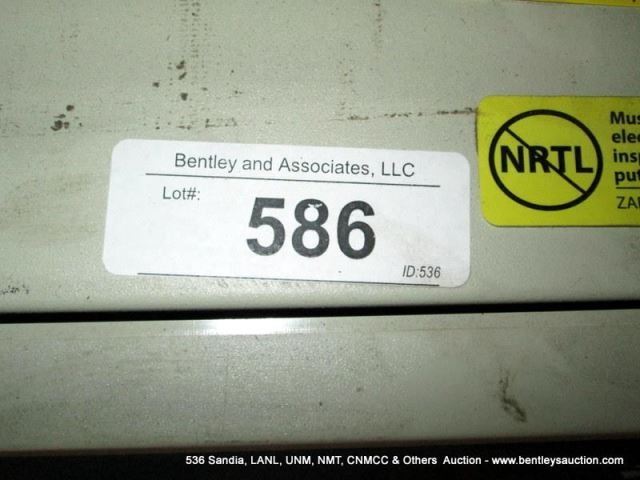 Bentley and Associates, LLC
Lot#:
586
ID:536
NRTL
536 Sandia, LANL, UNM, NMT, CNMCC & Others Auction - www.bentleysauction.com